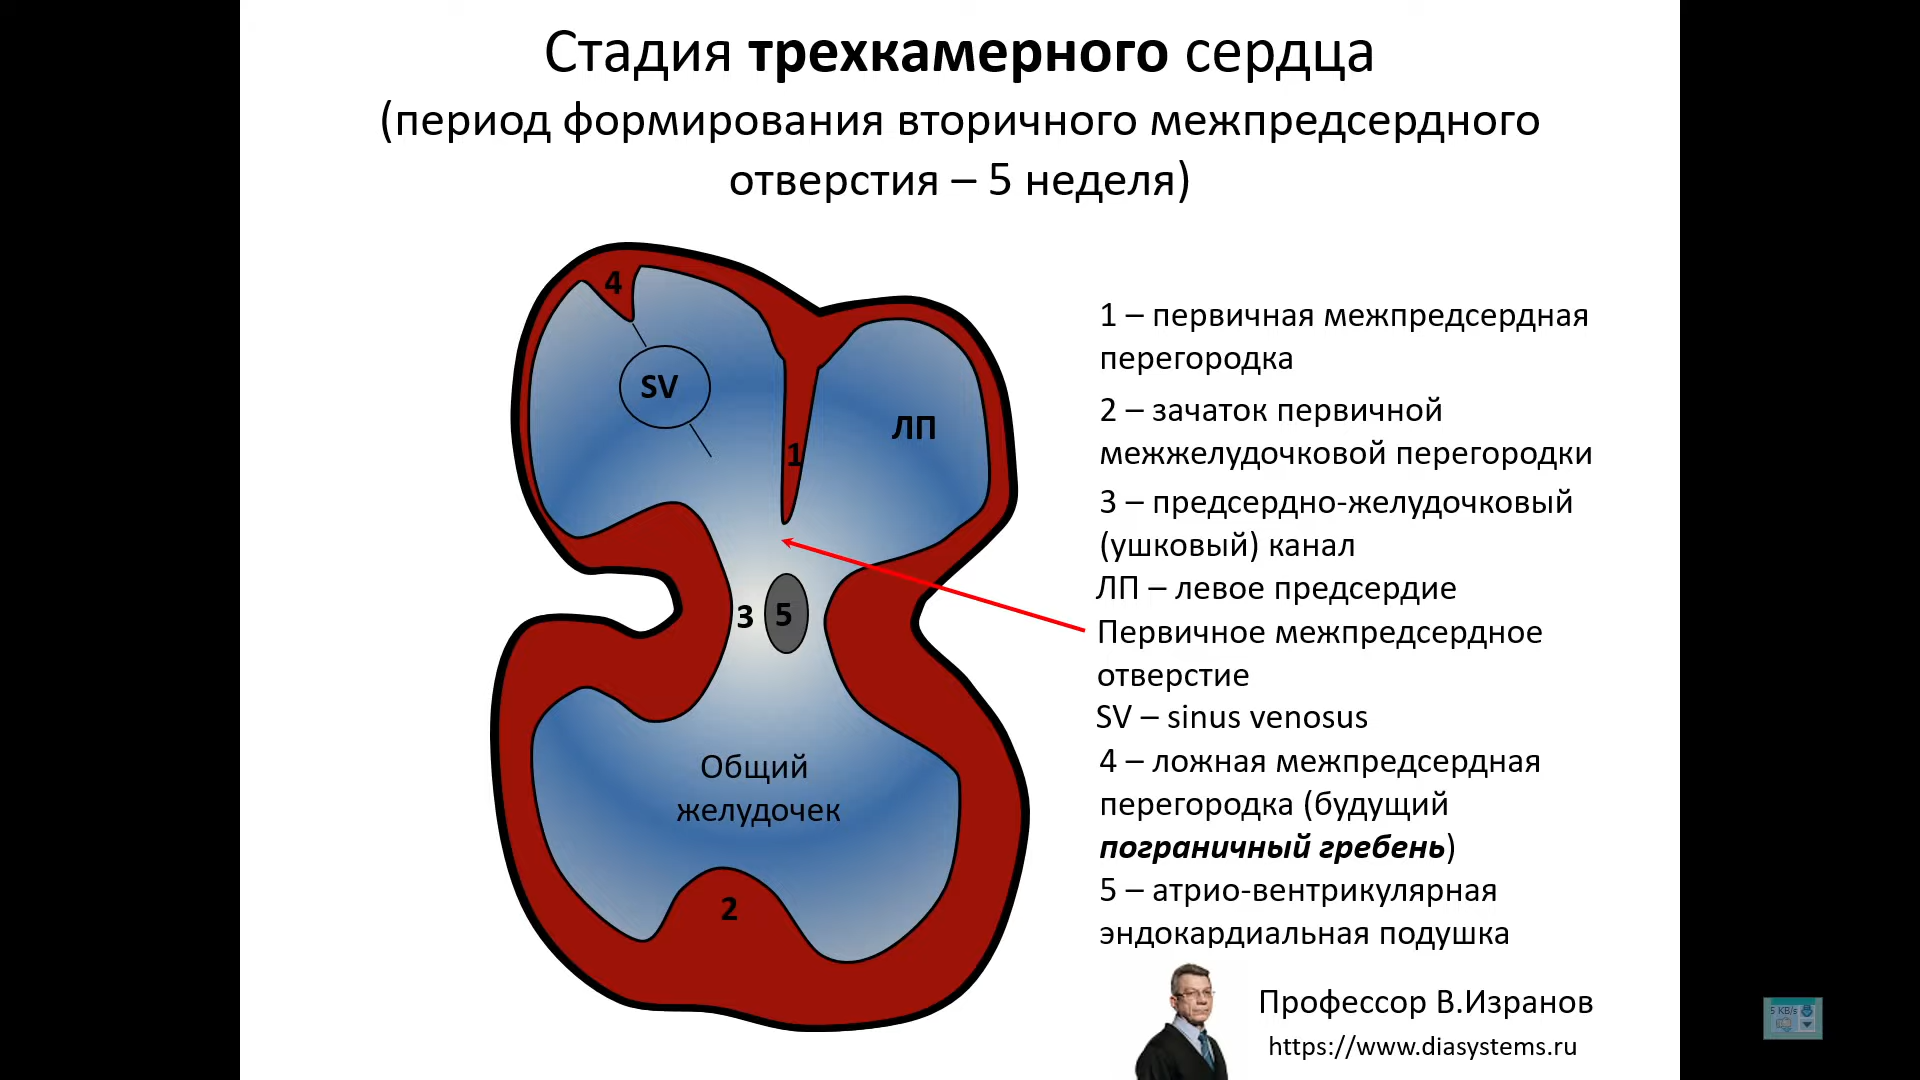 Стадия трехкамерного сердца
(период формирования вторичного межпредсердного
отверстия – 5 неделя)
4
SV
ЛП
1
3
5
Общий
желудочек
2
1 – первичная межпредсердная
перегородка
2 – зачаток первичной
межжелудочковой перегородки
3 – предсердно-желудочковый
(ушковый) канал
ЛП – левое предсердие
Первичное межпредсердное
отверстие
SV – sinus venosus
4 – ложная межпредсердная
перегородка (будущий
пограничный гребень)
5 – атрио-вентрикулярная
эндокардиальная подушка
Профессор В.Изранов
https://www.diasystems.ru
5 KB/s